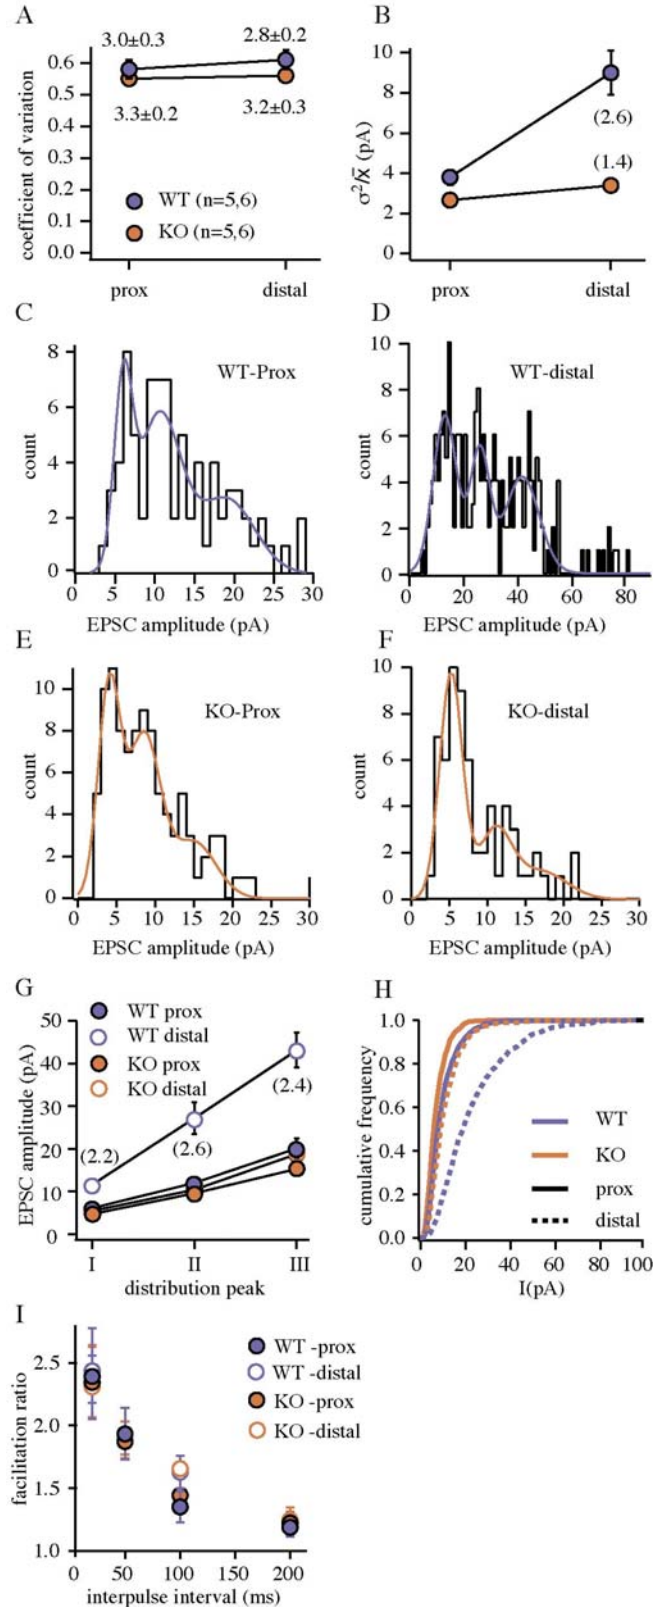 A
3.0±0.3
2.8±0.2
3.3±0.2
3.2±0.3
coefficient of variation
0.6
0.5
0.4
0.3
0.2
0.1
0.0
WT (n=5,6)
KO (n=5,6)
prox
distal
B
σ²/x̄ (pA)
10
8
6
4
2
0
(2.6)
(1.4)
prox
distal
C
WT-Prox
count
8
6
4
2
0
0 5 10 15 20 25 30
EPSC amplitude (pA)
D
WT-distal
count
10
8
6
4
2
0
0 20 40 60 80
EPSC amplitude (pA)
E
KO-Prox
count
10
8
6
4
2
0
0 5 10 15 20 25 30
EPSC amplitude (pA)
F
KO-distal
count
10
8
6
4
2
0
0 5 10 15 20 25 30
EPSC amplitude (pA)
G
WT prox
WT distal
KO prox
KO distal
EPSC amplitude (pA)
50
40
30
20
10
0
(2.2)
(2.6)
(2.4)
I II III
distribution peak
H
cumulative frequency
1.0
0.8
0.6
0.4
0.2
0.0
WT
KO
prox
distal
0 20 40 60 80 100
I(pA)
I
facilitation ratio
2.5
2.0
1.5
1.0
WT -prox
WT -distal
KO -prox
KO -distal
0 50 100 150 200
interpulse interval (ms)